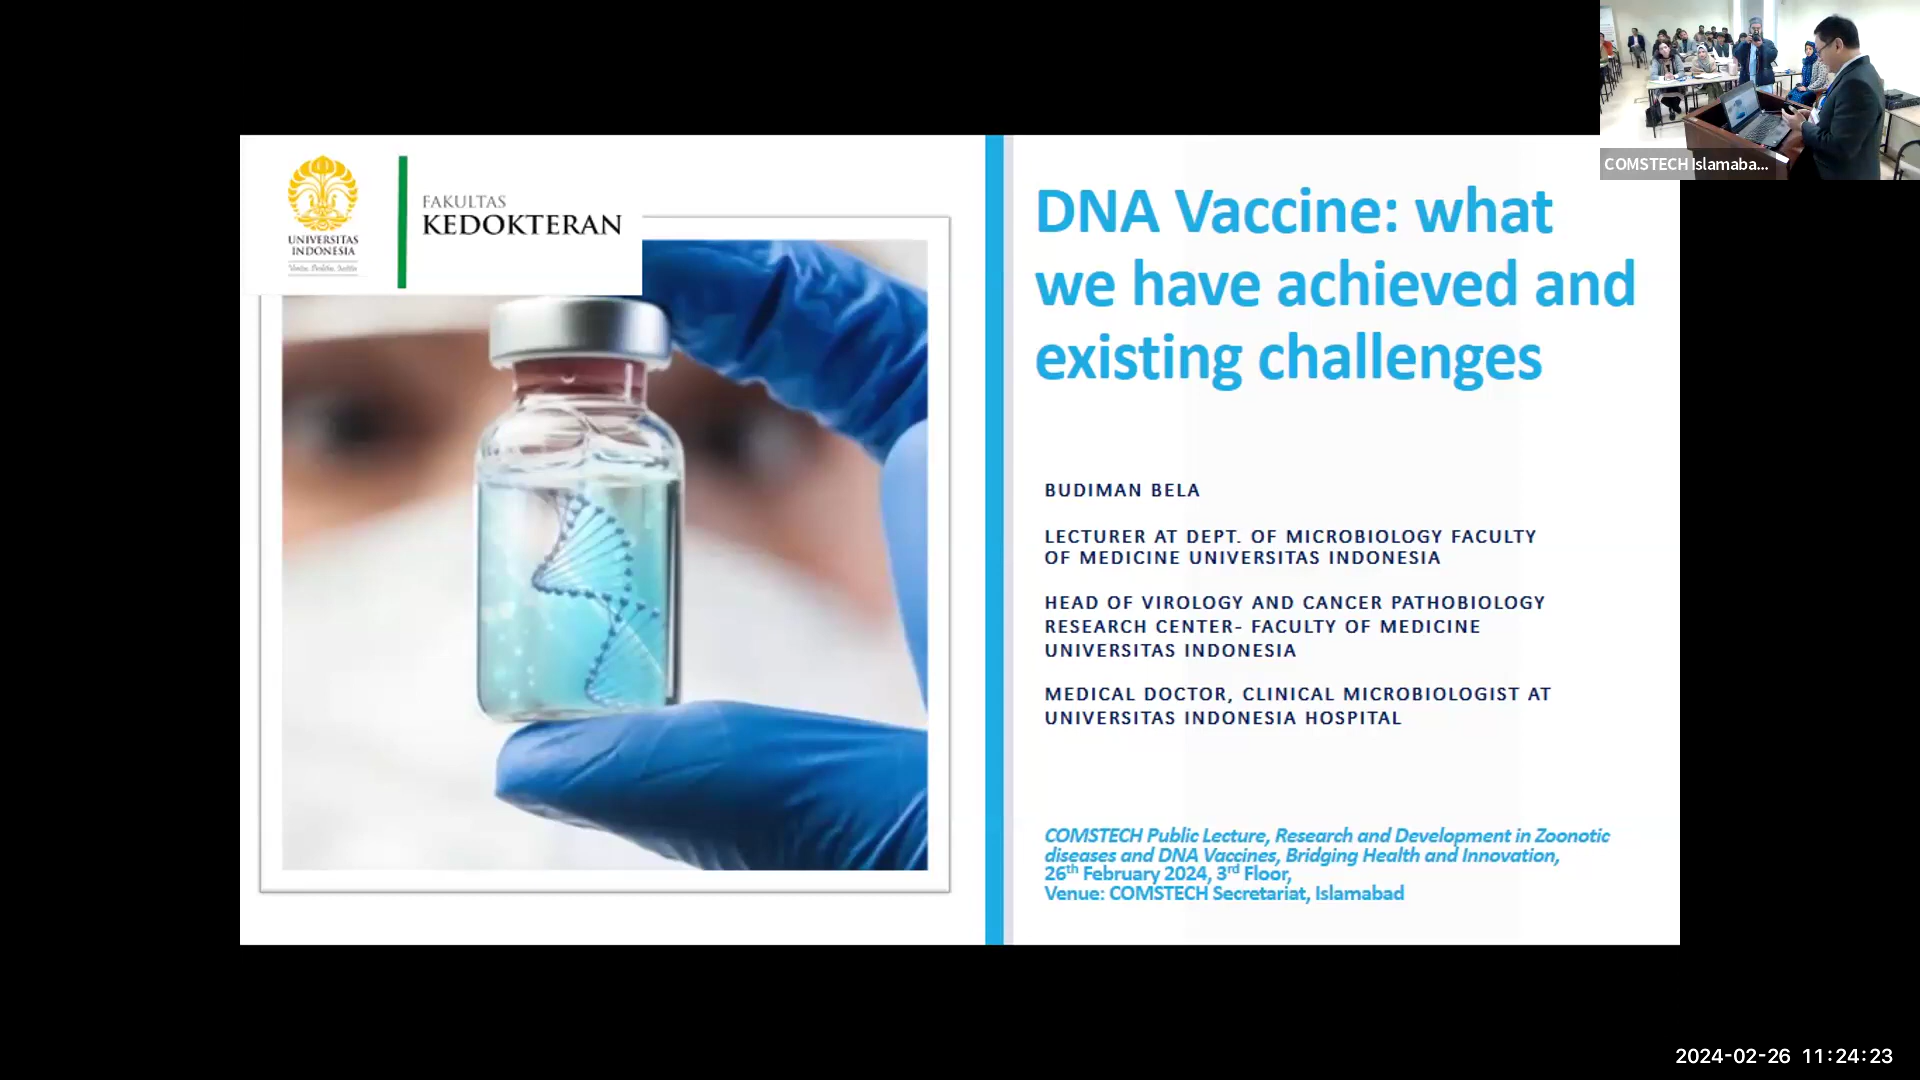 UNIVERSITAS
INDONESIA
FAKULTAS
KEDOKTERAN
DNA Vaccine: what
we have achieved and
existing challenges
BUDIMAN BELA
LECTURER AT DEPT. OF MICROBIOLOGY FACULTY
OF MEDICINE UNIVERSITAS INDONESIA
HEAD OF VIROLOGY AND CANCER PATHOBIOLOGY
RESEARCH CENTER- FACULTY OF MEDICINE
UNIVERSITAS INDONESIA
MEDICAL DOCTOR, CLINICAL MICROBIOLOGIST AT
UNIVERSITAS INDONESIA HOSPITAL
COMSTECH Public Lecture, Research and Development in Zoonotic
diseases and DNA Vaccines, Bridging Health and Innovation,
26th February 2024, 3rd Floor,
Venue: COMSTECH Secretariat, Islamabad
COMSTECH Islamaba...
2024-02-26 11:24:23